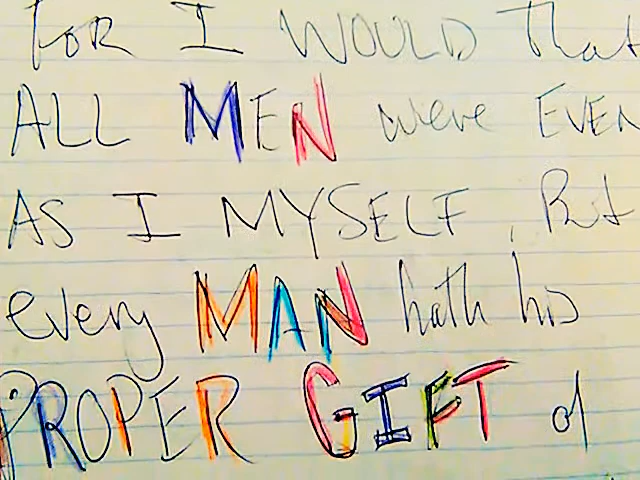 For I WOULD that
ALL MEN were EVEN
AS I MYSELF. But
every MAN hath his
PROPER GIFT of